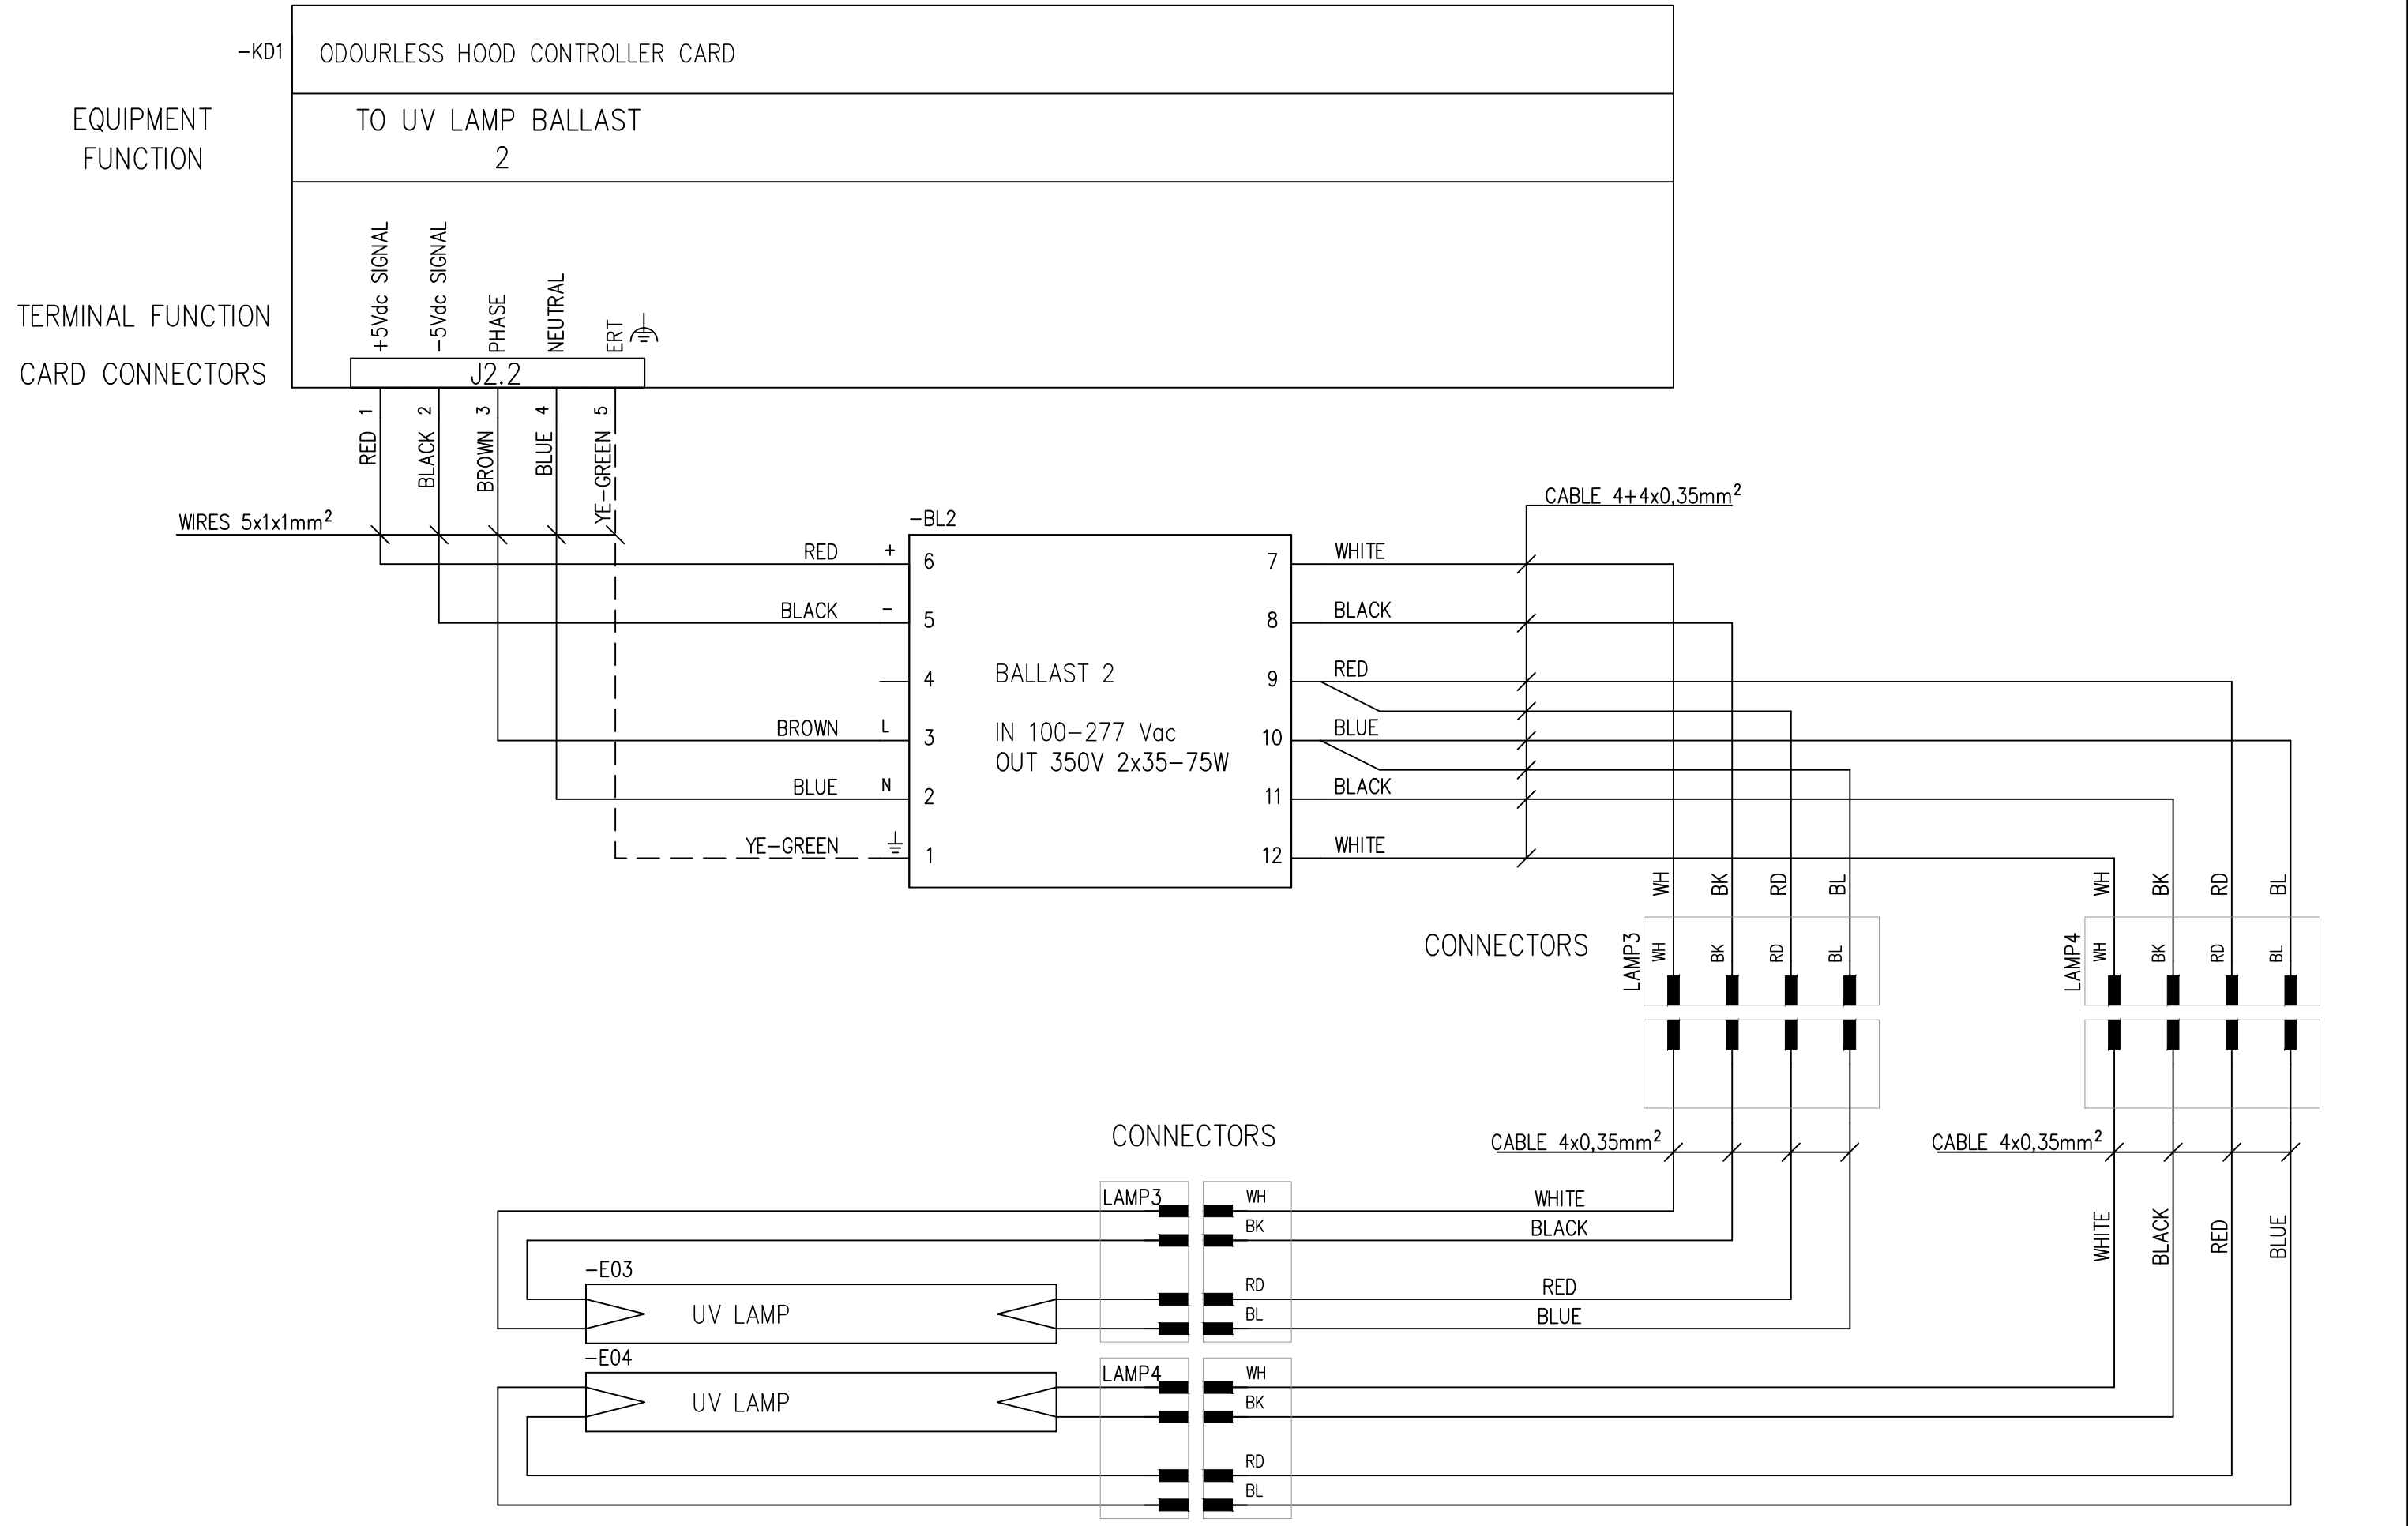 -KD1 ODOURLESS HOOD CONTROLLER CARD
EQUIPMENT
FUNCTION
TO UV LAMP BALLAST
2
TERMINAL FUNCTION
+5Vdc SIGNAL
-5Vdc SIGNAL
PHASE
NEUTRAL
ERT
CARD CONNECTORS
J2.2
1
2
3
4
5
RED
BLACK
BROWN
BLUE
YE-GREEN
WIRES 5x1x1mm²
CABLE 4+4x0,35mm²
-BL2
RED + 6
BLACK - 5
4
BROWN L 3
BLUE N 2
YE-GREEN 1
BALLAST 2
IN 100-277 Vac
OUT 350V 2x35-75W
7 WHITE
8 BLACK
9 RED
10 BLUE
11 BLACK
12 WHITE
WH
BK
RD
BL
WH
BK
RD
BL
CONNECTORS
LAMP3
WH
BK
RD
BL
LAMP4
WH
BK
RD
BL
CONNECTORS
CABLE 4x0,35mm²
CABLE 4x0,35mm²
LAMP3
WH
WHITE
BK
BLACK
RD
RED
BL
BLUE
WHITE
BLACK
RED
BLUE
-E03
UV LAMP
-E04
UV LAMP
LAMP4
WH
BK
RD
BL